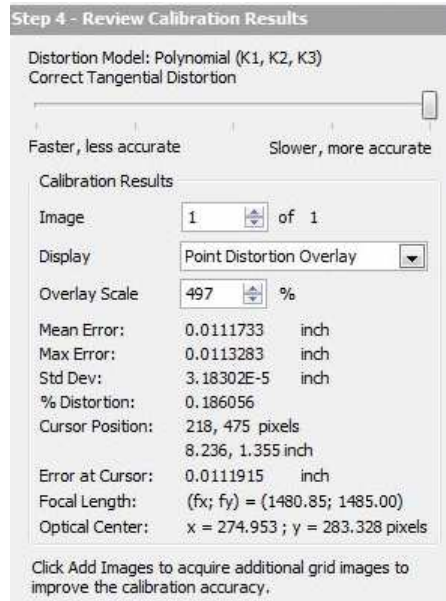 Step 4 - Review Calibration Results
Distortion Model: Polynomial (K1, K2, K3)
Correct Tangential Distortion
Faster, less accurate Slower, more accurate
Calibration Results
Image 1 of 1
Display Point Distortion Overlay
Overlay Scale 497 %
Mean Error: 0.0111733 inch
Max Error: 0.0113283 inch
Std Dev: 3.18302E-5 inch
% Distortion: 0.186056
Cursor Position: 218, 475 pixels
8.236, 1.355 inch
Error at Cursor: 0.0111915 inch
Focal Length: (fx; fy) = (1480.85; 1485.00)
Optical Center: x = 274.953 ; y = 283.328 pixels
Click Add Images to acquire additional grid images to
improve the calibration accuracy.